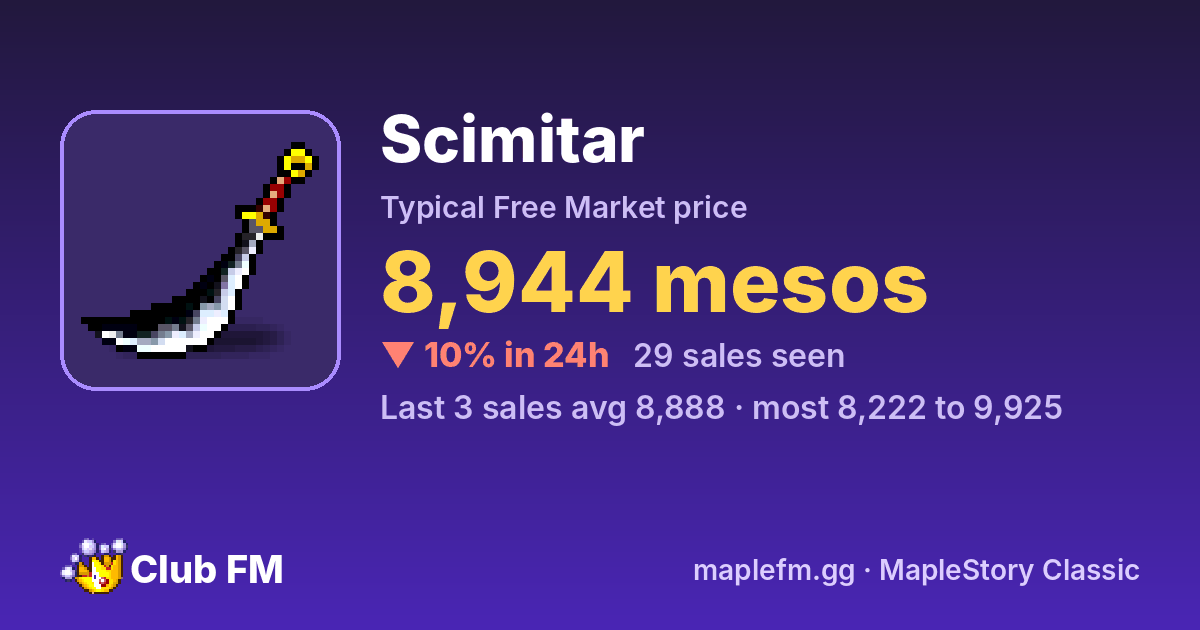 Scimitar
Typical Free Market price
8,944 mesos
▼ 10% in 24h 29 sales seen
Last 3 sales avg 8,888 · most 8,222 to 9,925
Club FM
maplefm.gg · MapleStory Classic